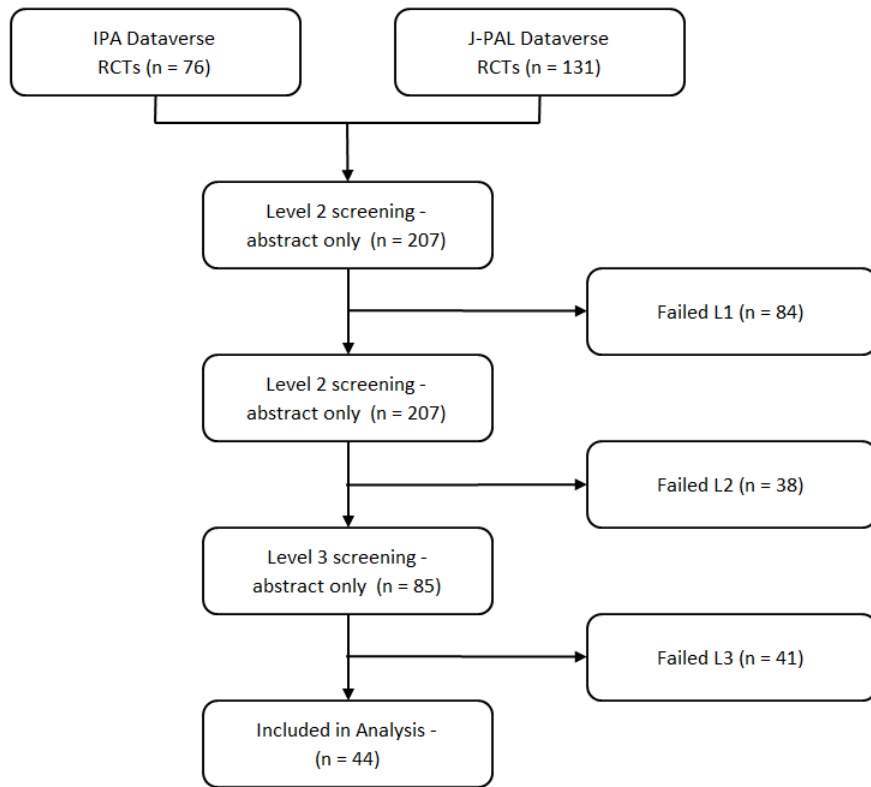 IPA Dataverse
RCTs (n = 76)
J-PAL Dataverse
RCTs (n = 131)
Level 2 screening -
abstract only (n = 207)
Failed L1 (n = 84)
Level 2 screening -
abstract only (n = 207)
Failed L2 (n = 38)
Level 3 screening -
abstract only (n = 85)
Failed L3 (n = 41)
Included in Analysis -
(n = 44)